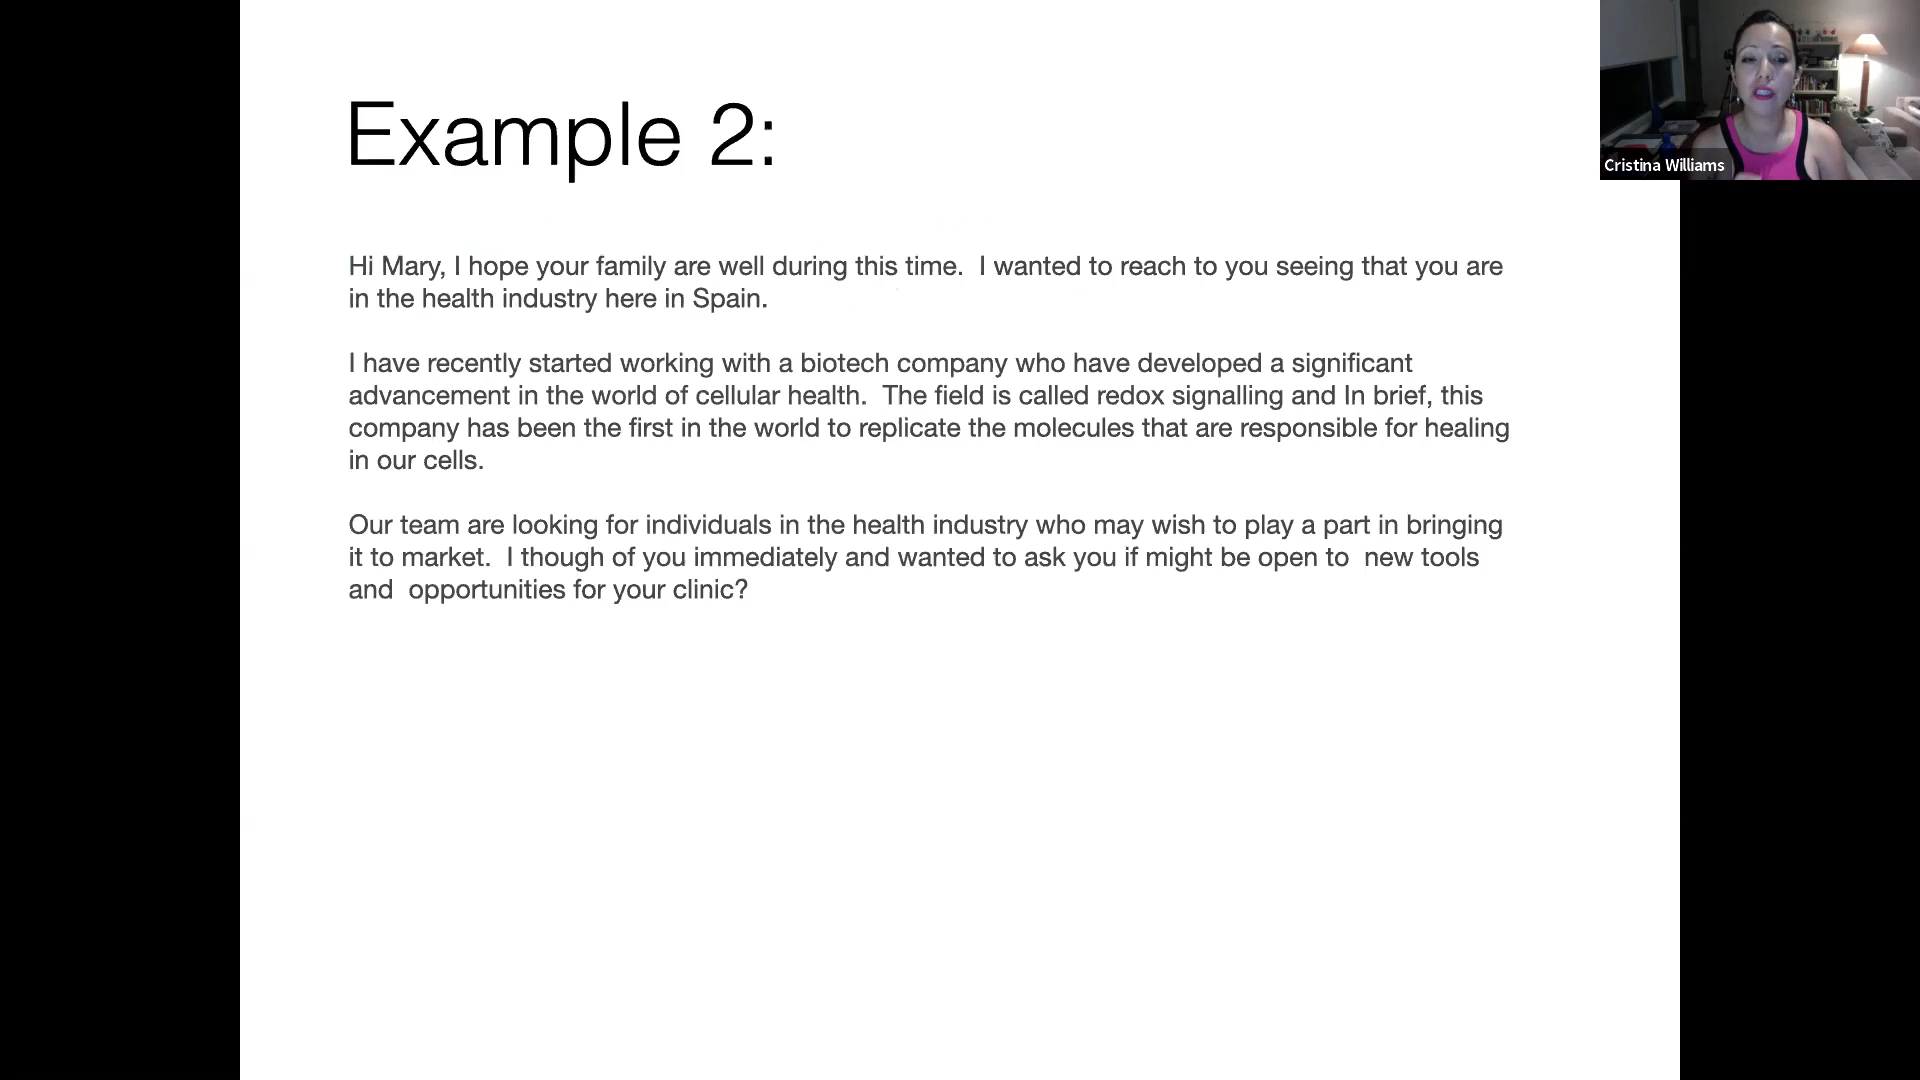 Example 2:
Hi Mary, I hope your family are well during this time.  I wanted to reach to you seeing that you are
in the health industry here in Spain.
I have recently started working with a biotech company who have developed a significant
advancement in the world of cellular health.  The field is called redox signalling and In brief, this
company has been the first in the world to replicate the molecules that are responsible for healing
in our cells.
Our team are looking for individuals in the health industry who may wish to play a part in bringing
it to market.  I though of you immediately and wanted to ask you if might be open to  new tools
and  opportunities for your clinic?
Cristina Williams